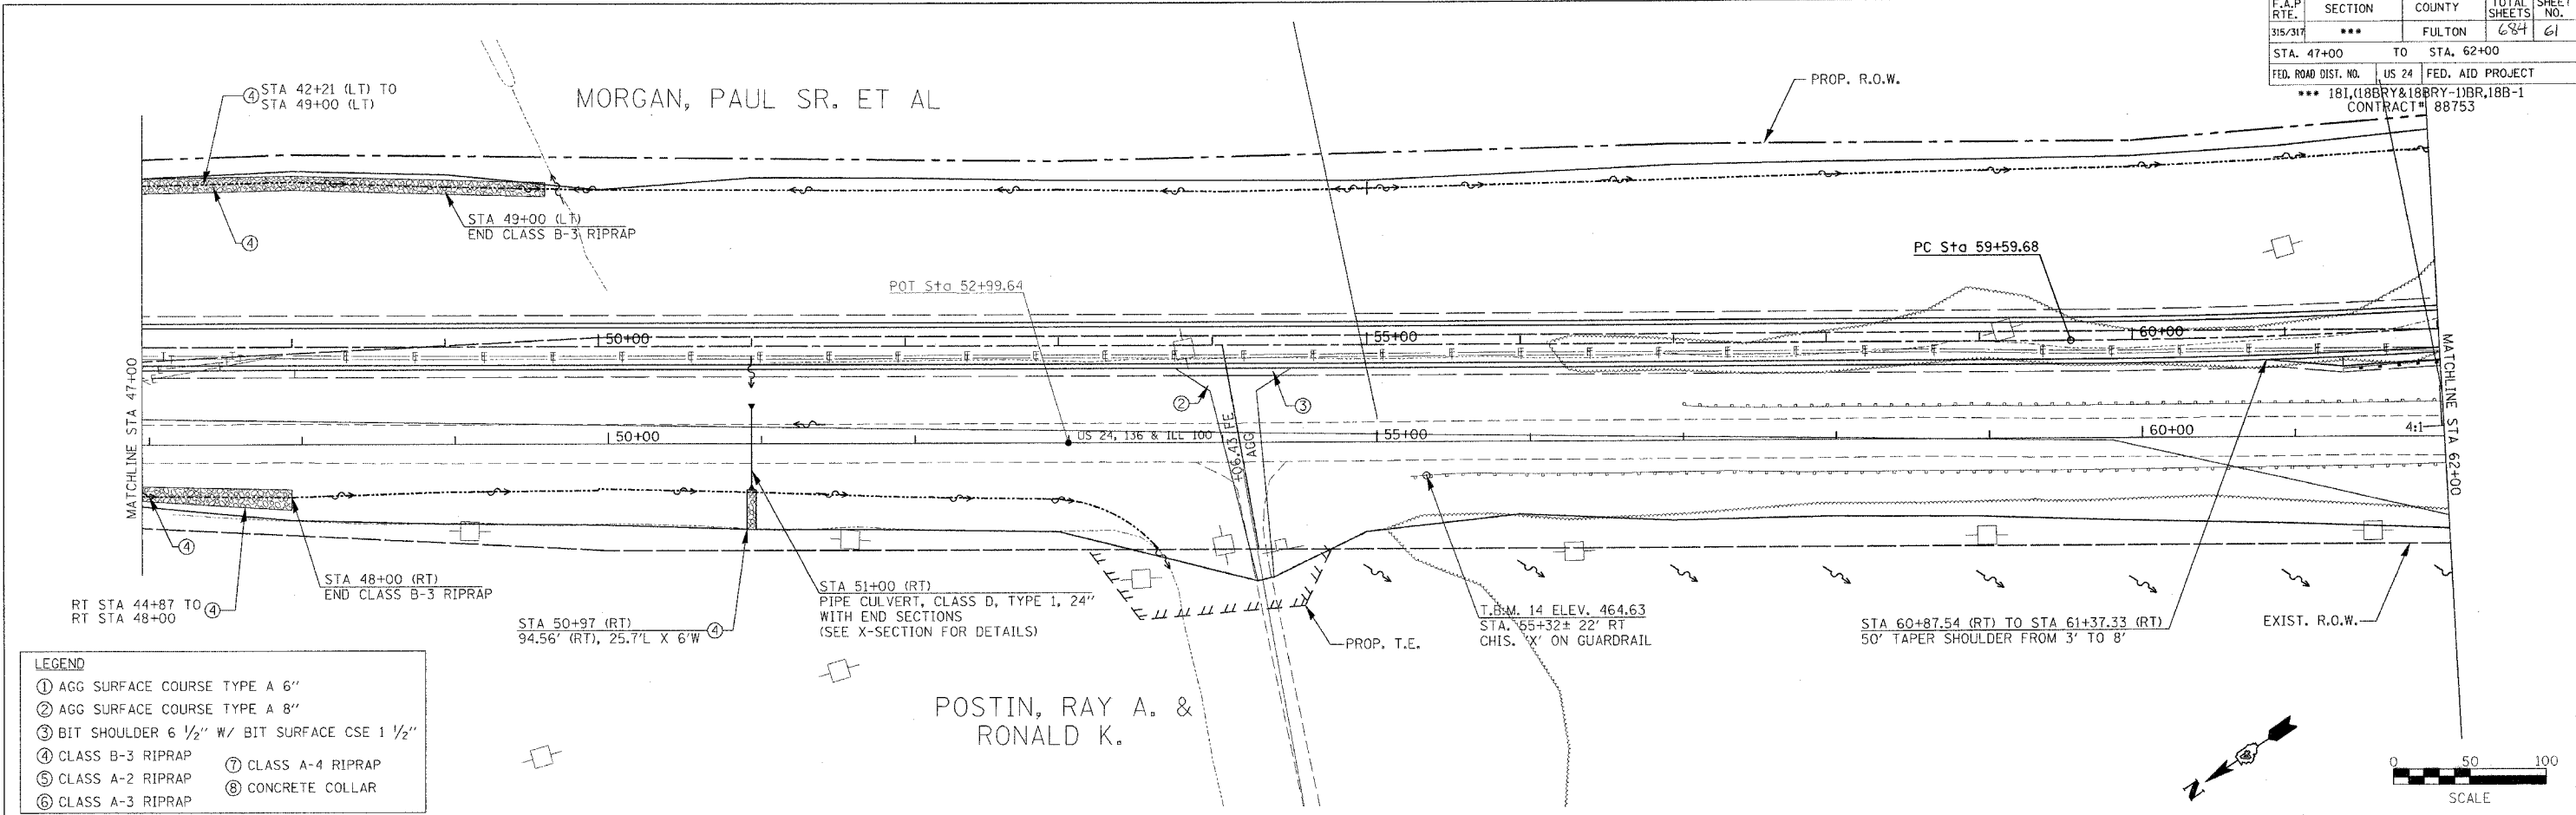 F.A.P. RTE. SECTION COUNTY TOTAL SHEETS SHEET NO.
315/317 *** FULTON 684 61
STA. 47+00 TO STA. 62+00
FED. ROAD DIST. NO. US 24 FED. AID PROJECT
*** 18I,(18BRY&18BRY-1)BR,18B-1
CONTRACT# 88753
④ STA 42+21 (LT) TO
STA 49+00 (LT)
MORGAN, PAUL SR. ET AL
PROP. R.O.W.
STA 49+00 (LT)
END CLASS B-3 RIPRAP
④
PC Sta 59+59.68
POT Sta 52+99.64
50+00
55+00
60+00
MATCHLINE STA 47+00
MATCHLINE STA 62+00
②
③
50+00
US 24, 136 & ILL 100
55+00
60+00
4:1
+06.43 FE
AGG
④
STA 48+00 (RT)
END CLASS B-3 RIPRAP
RT STA 44+87 TO ④
RT STA 48+00
STA 50+97 (RT) ④
94.56' (RT), 25.7'L X 6'W
STA 51+00 (RT)
PIPE CULVERT, CLASS D, TYPE 1, 24"
WITH END SECTIONS
(SEE X-SECTION FOR DETAILS)
PROP. T.E.
T.B.M. 14 ELEV. 464.63
STA. 55+32± 22' RT
CHIS. 'X' ON GUARDRAIL
STA 60+87.54 (RT) TO STA 61+37.33 (RT)
50' TAPER SHOULDER FROM 3' TO 8'
EXIST. R.O.W.
POSTIN, RAY A. &
RONALD K.
LEGEND
① AGG SURFACE COURSE TYPE A 6"
② AGG SURFACE COURSE TYPE A 8"
③ BIT SHOULDER 6 1/2" W/ BIT SURFACE CSE 1 1/2"
④ CLASS B-3 RIPRAP
⑤ CLASS A-2 RIPRAP
⑥ CLASS A-3 RIPRAP
⑦ CLASS A-4 RIPRAP
⑧ CONCRETE COLLAR
N
0 50 100
SCALE